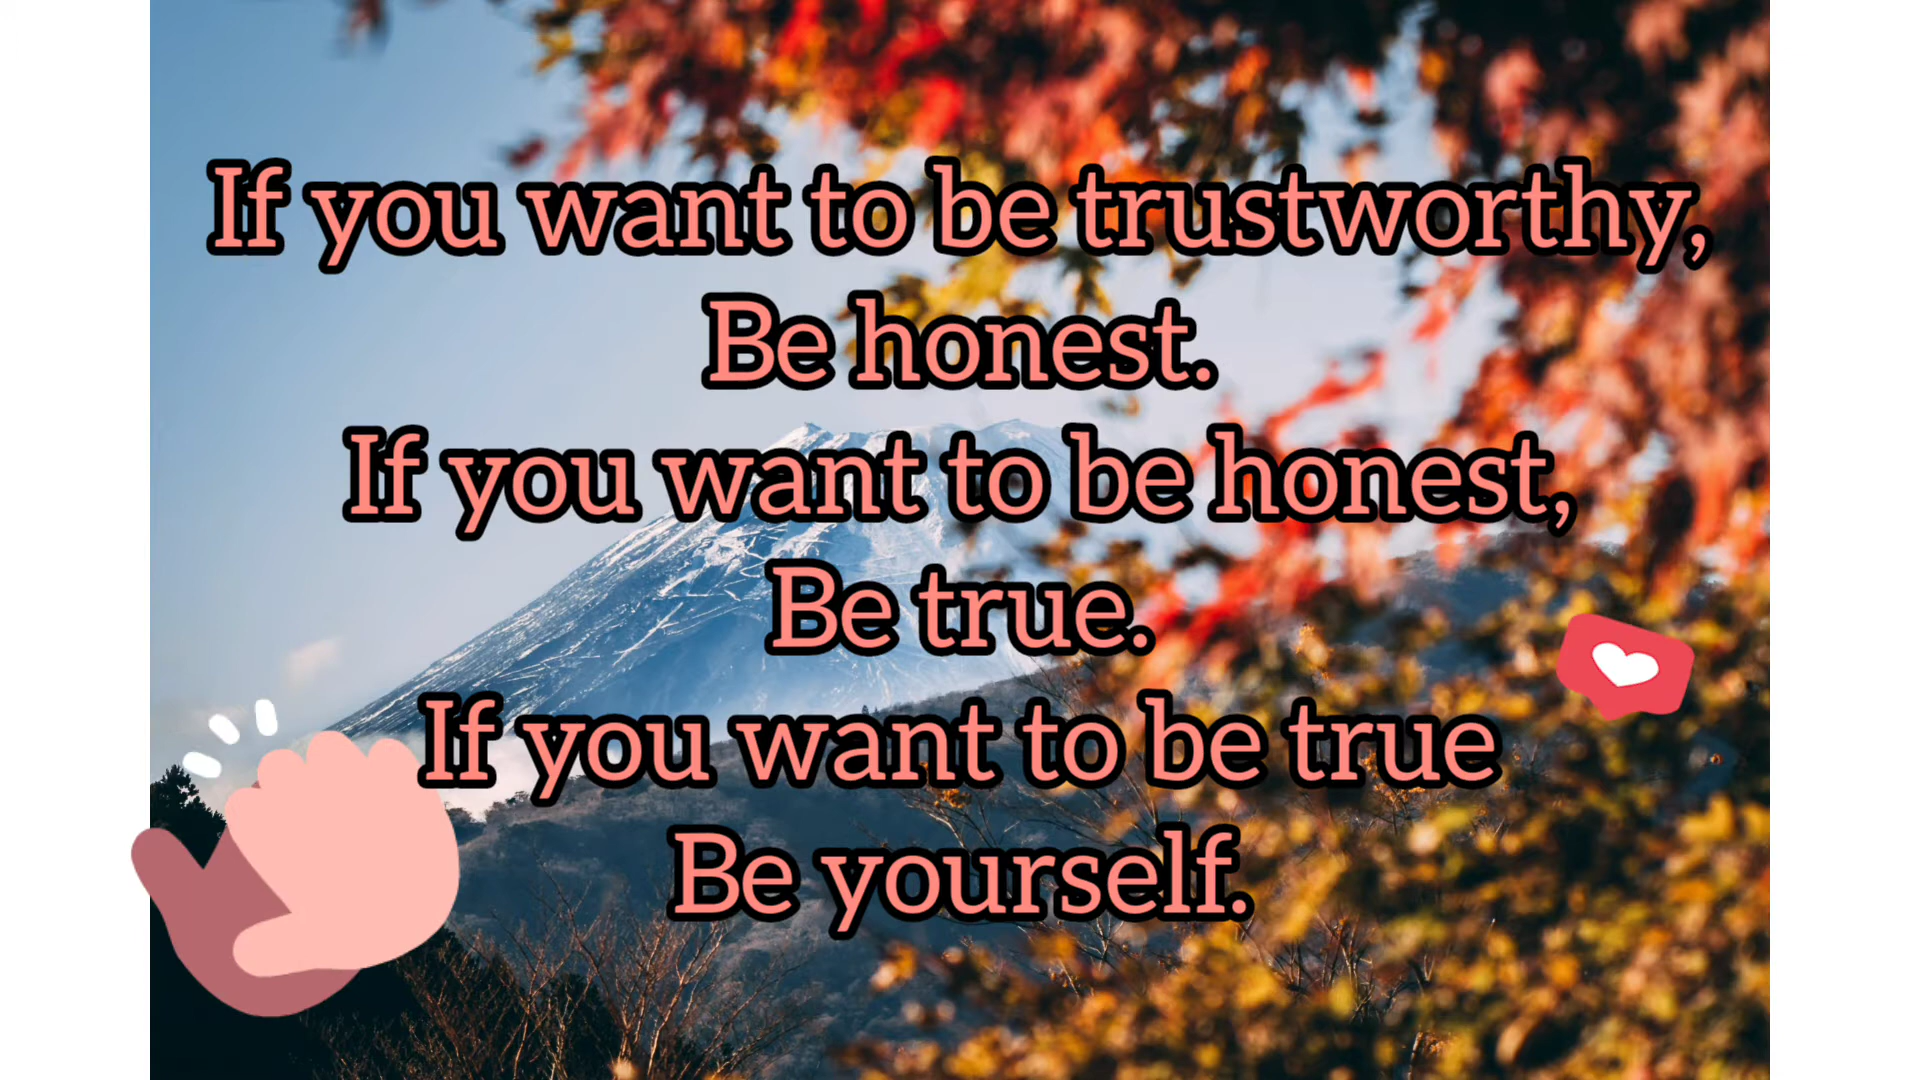 If you want to be trustworthy,
Be honest.
If you want to be honest,
Be true.
If you want to be true
Be yourself.